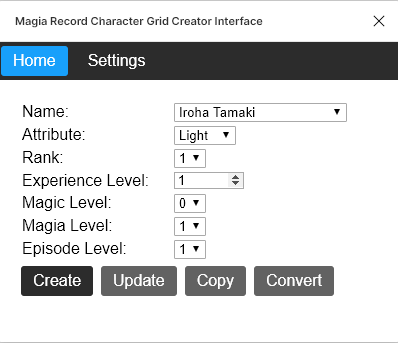 Magia Record Character Grid Creator Interface
Home Settings
Name: Iroha Tamaki
Attribute: Light
Rank: 1
Experience Level: 1
Magic Level: 0
Magia Level: 1
Episode Level: 1
Create Update Copy Convert